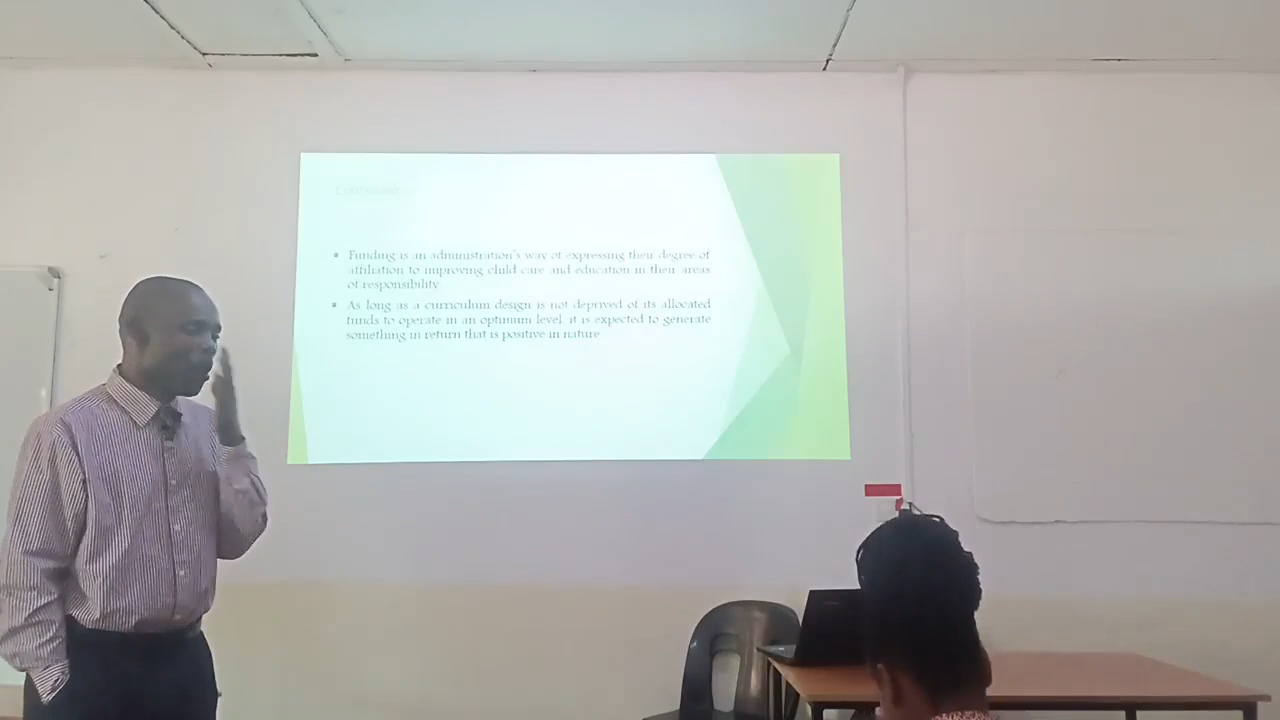 Funding is an administration's way of expressing their degree of
affiliation to improving child care and education in their areas
of responsibility
As long as a curriculum design is not deprived of its allocated
funds to operate in an optimum level, it is expected to generate
something in return that is positive in nature